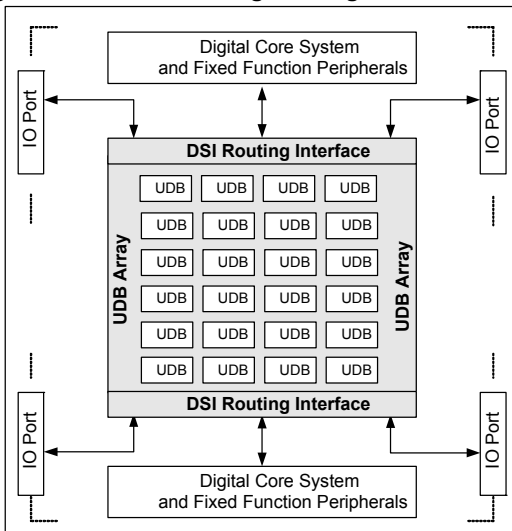 Digital Core System
and Fixed Function Peripherals
IO Port
IO Port
DSI Routing Interface
UDB UDB UDB UDB
UDB UDB UDB UDB
UDB UDB UDB UDB
UDB UDB UDB UDB
UDB UDB UDB UDB
UDB UDB UDB UDB
UDB Array
UDB Array
DSI Routing Interface
IO Port
IO Port
Digital Core System
and Fixed Function Peripherals